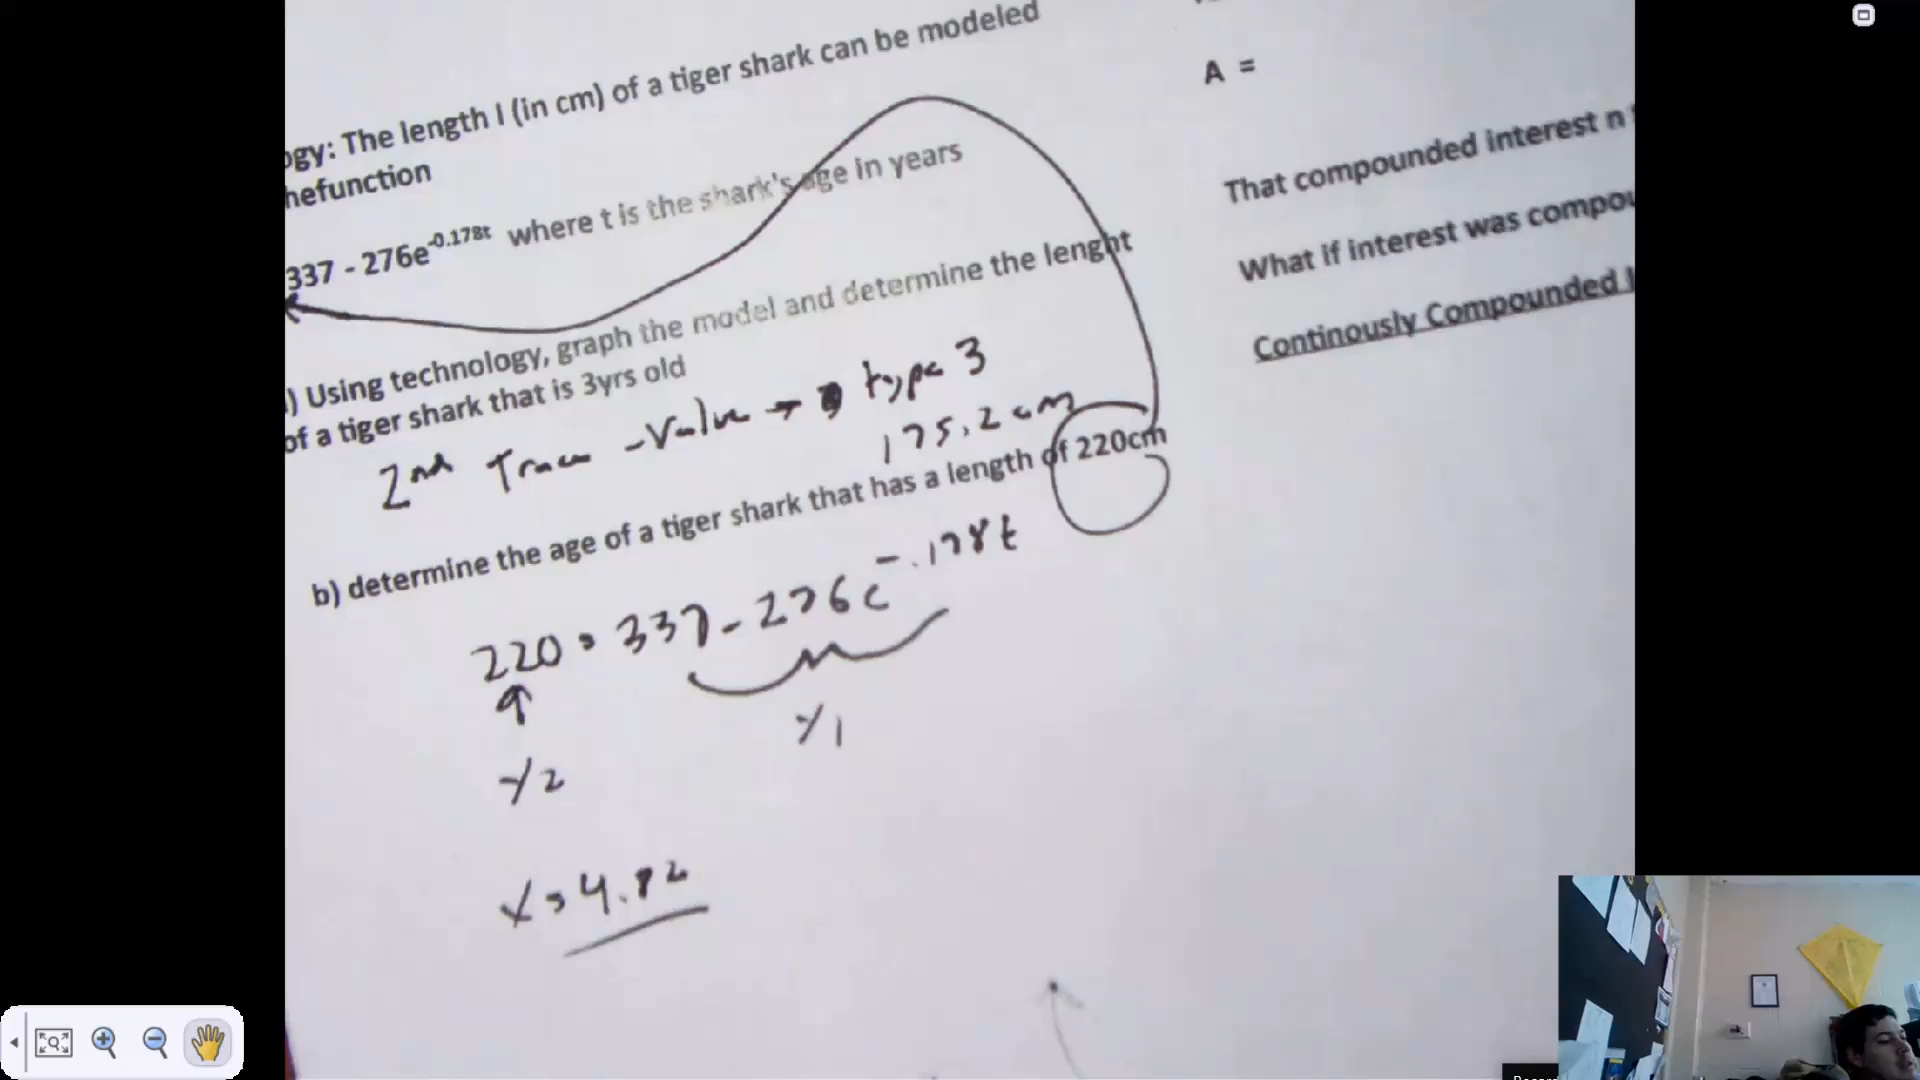 ogy: The length l (in cm) of a tiger shark can be modeled
hefunction
337 - 276e-0.178t where t is the shark's age in years
) Using technology, graph the model and determine the lenght
of a tiger shark that is 3yrs old
2nd Trace - Value → type 3
175.2 cm
b) determine the age of a tiger shark that has a length of 220cm
220 = 337 - 276e-.178t
y1
y2
x = 4.82
A =
That compounded interest n
What if interest was compou
Continously Compounded I